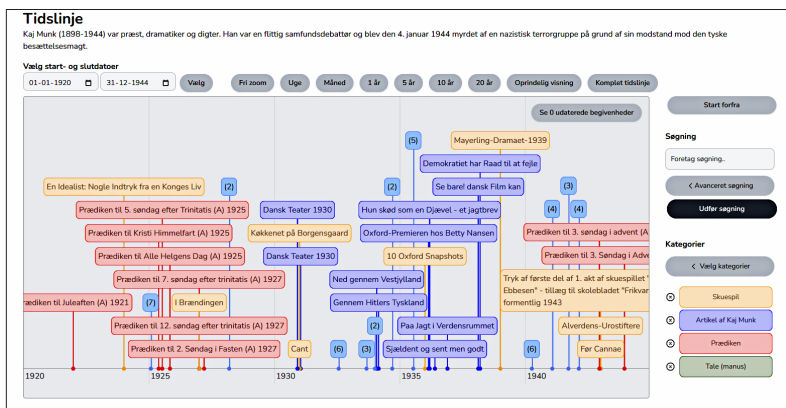 Tidslinje
Kaj Munk (1898-1944) var præst, dramatiker og digter. Han var en flittig samfundsdebattør og blev den 4. januar 1944 myrdet af en nazistisk terrorgruppe på grund af sin modstand mod den tyske
besættelsesmagt.
Vælg start- og slutdatoer
01-01-1920 31-12-1944 Vælg Fri zoom Uge Måned 1 år 5 år 10 år 20 år Oprindelig visning Komplet tidslinje
Se 0 udaterede begivenheder
Start forfra
(5) Mayerling-Dramaet-1939
Søgning
Demokratiet har Raad til at fejle
Foretag søgning..
En Idealist: Nogle Indtryk fra en Konges Liv (2) (2) Se bare! dansk Film kan (3)
< Avanceret søgning
Prædiken til 5. søndag efter Trinitatis (A) 1925 Dansk Teater 1930 Hun skød som en Djævel - et jagtbrev (4) (4)
Udfør søgning
Prædiken til Kristi Himmelfart (A) 1925 Køkkenet på Borgensgaard Oxford-Premieren hos Betty Nansen Prædiken til 3. søndag i advent (A
Kategorier
Prædiken til Alle Helgens Dag (A) 1925 Dansk Teater 1930 10 Oxford Snapshots Prædiken til 3. Søndag i Adve
< Vælg kategorier
Prædiken til 7. søndag efter trinitatis (A) 1927 Ned gennem Vestjylland Tryk af første del af 1. akt af skuespillet "
Ebbesen" - tillæg til skolebladet "Frikvar
formentlig 1943
Skuespil
rædiken til Juleaften (A) 1921 (7) I Brændingen Gennem Hitlers Tyskland
Artikel af Kaj Munk
Prædiken til 12. søndag efter trinitatis (A) 1927 (2) Paa Jagt i Verdensrummet Alverdens-Urostiftere
Prædiken
Prædiken til 2. Søndag i Fasten (A) 1927 Cant (6) (3) Sjældent og sent men godt (6) Før Cannae
Tale (manus)
1920 1925 1930 1935 1940